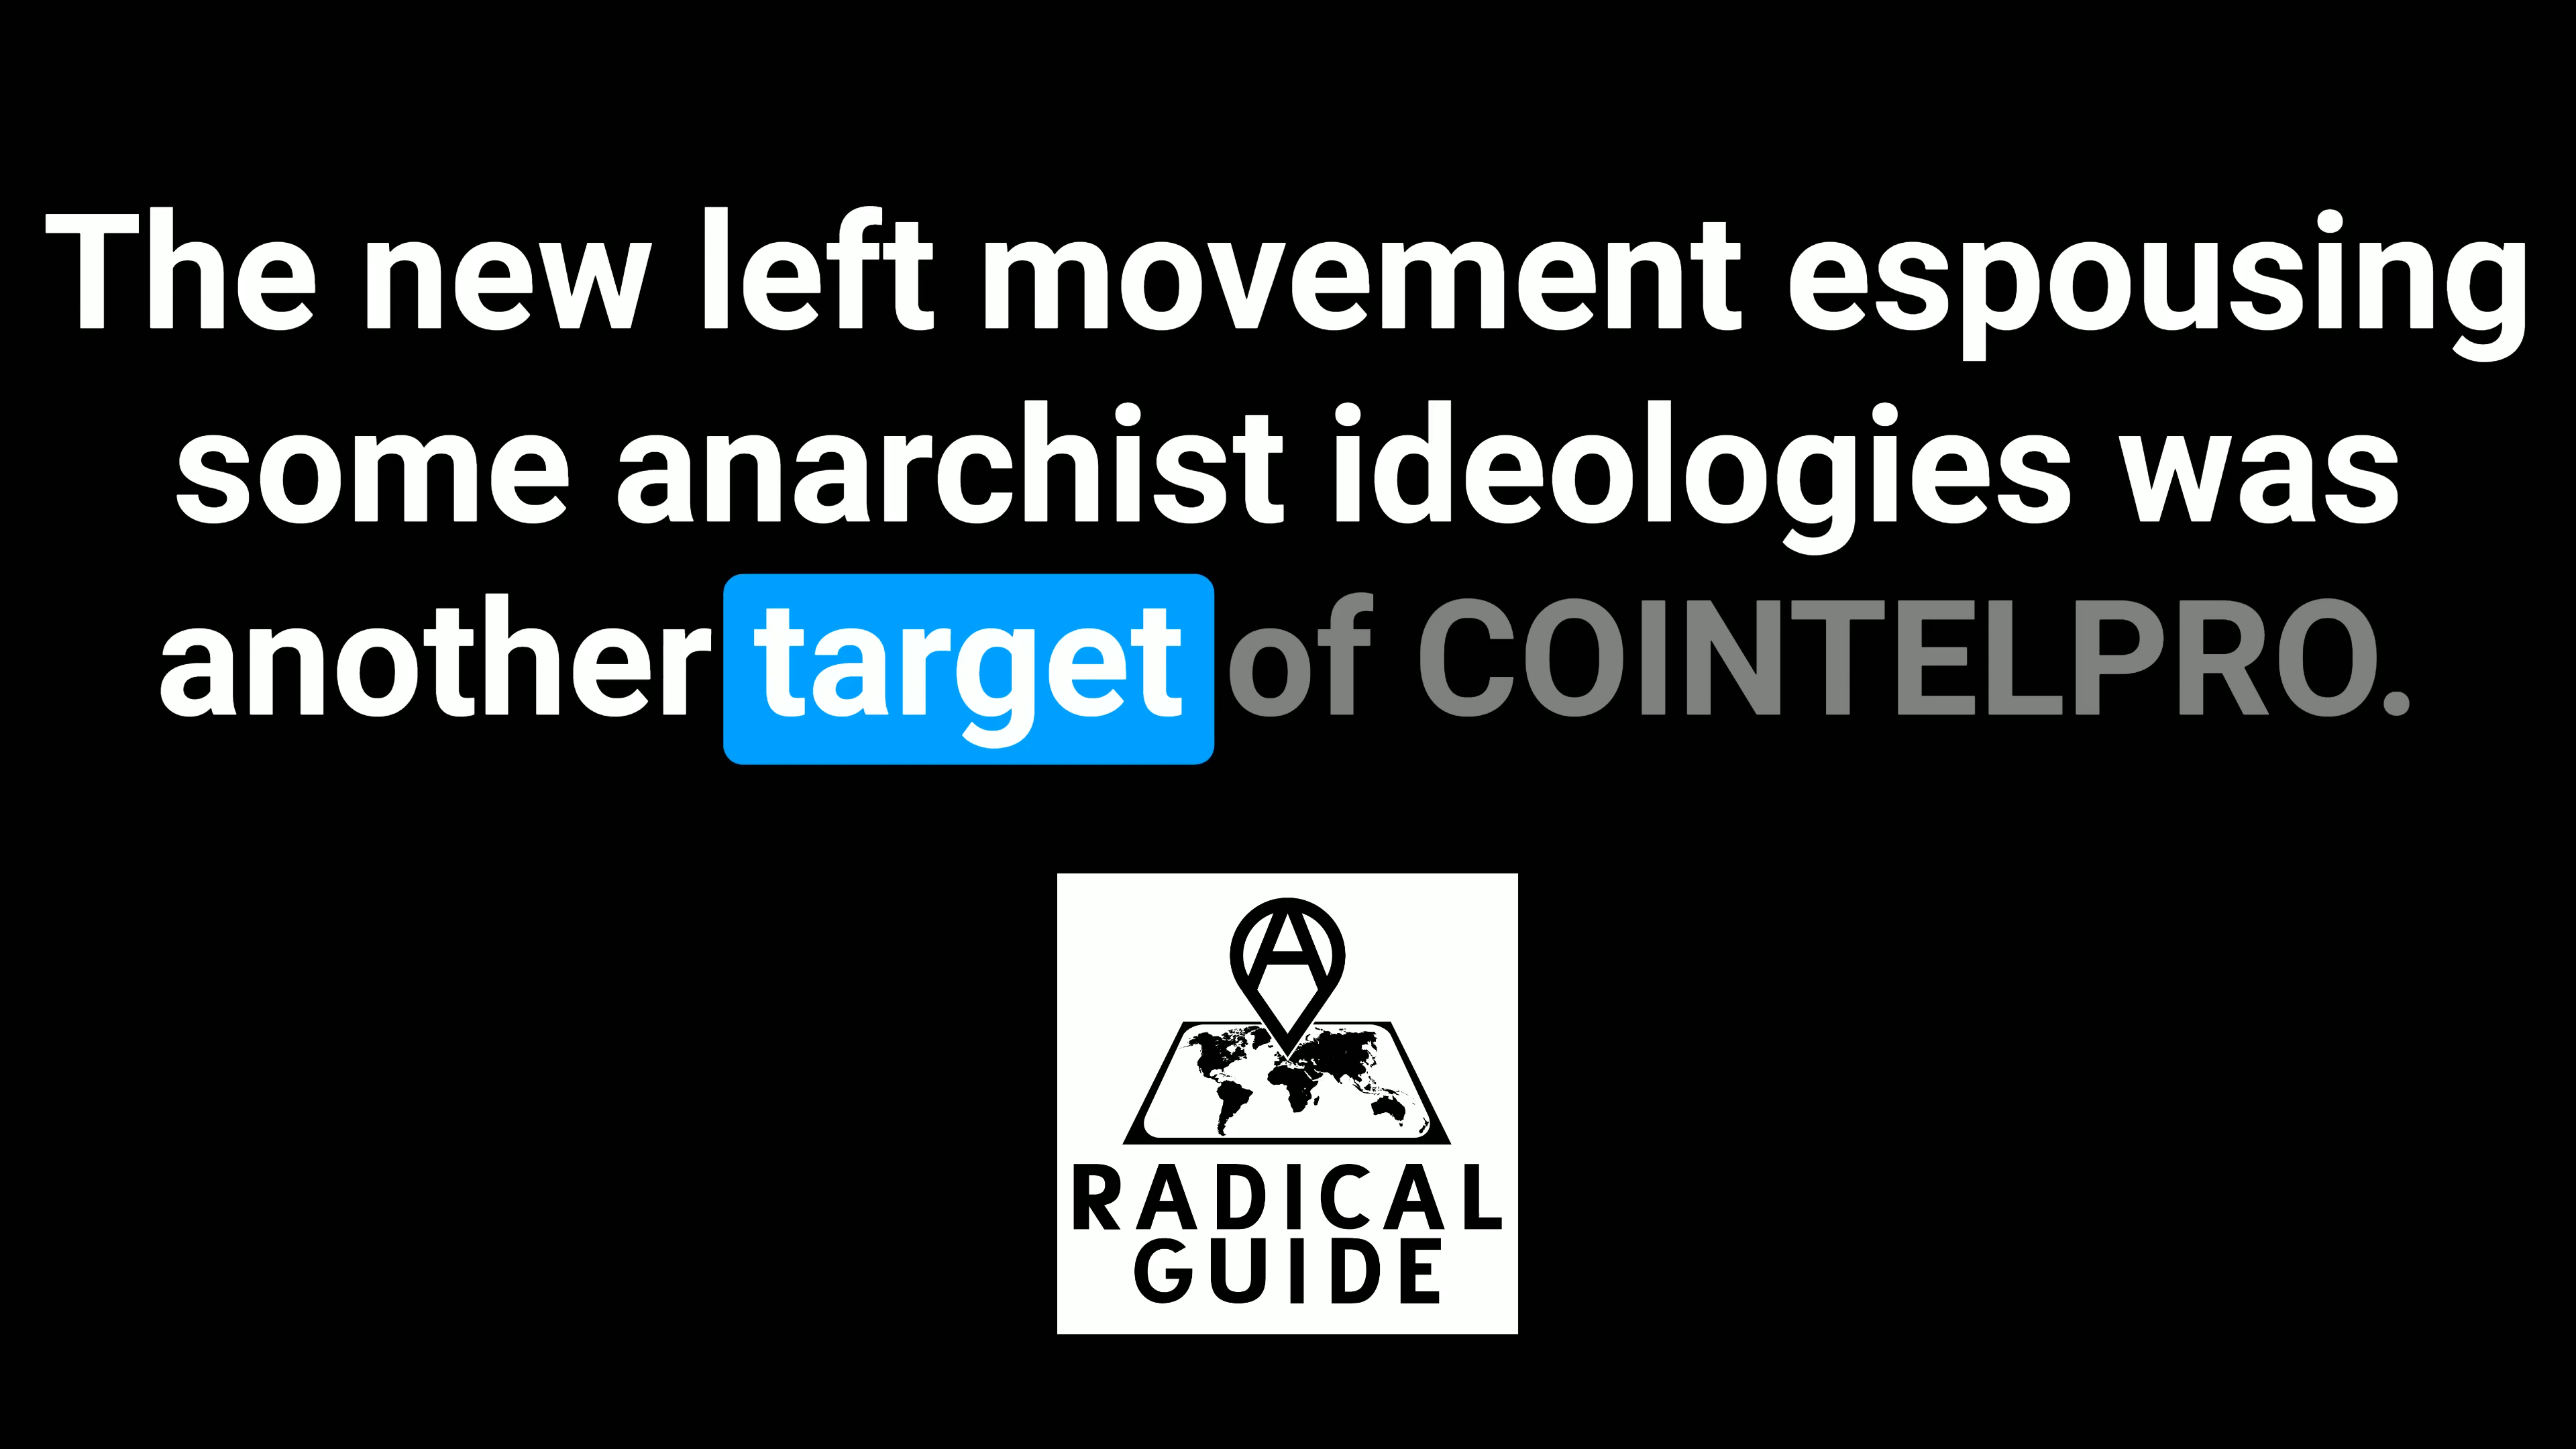 The new left movement espousing
some anarchist ideologies was
another target of COINTELPRO.
A
RADICAL
GUIDE